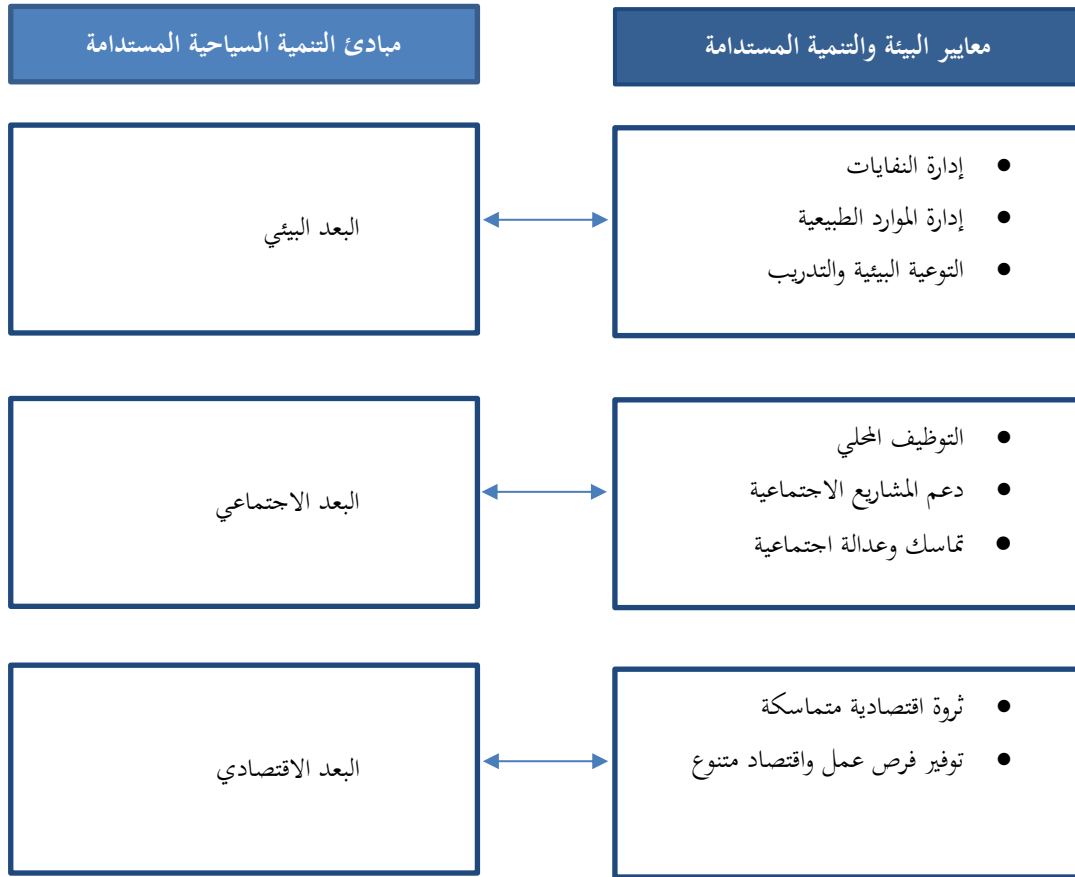 معايير البيئة والتنمية المستدامة
مبادئ التنمية السياحية المستدامة
● إدارة النفايات
● إدارة الموارد الطبيعية
● التوعية البيئية والتدريب
البعد البيئي
● التوظيف المحلي
● دعم المشاريع الاجتماعية
● تماسك وعدالة اجتماعية
البعد الاجتماعي
● ثروة اقتصادية متماسكة
● توفير فرص عمل واقتصاد متنوع
البعد الاقتصادي